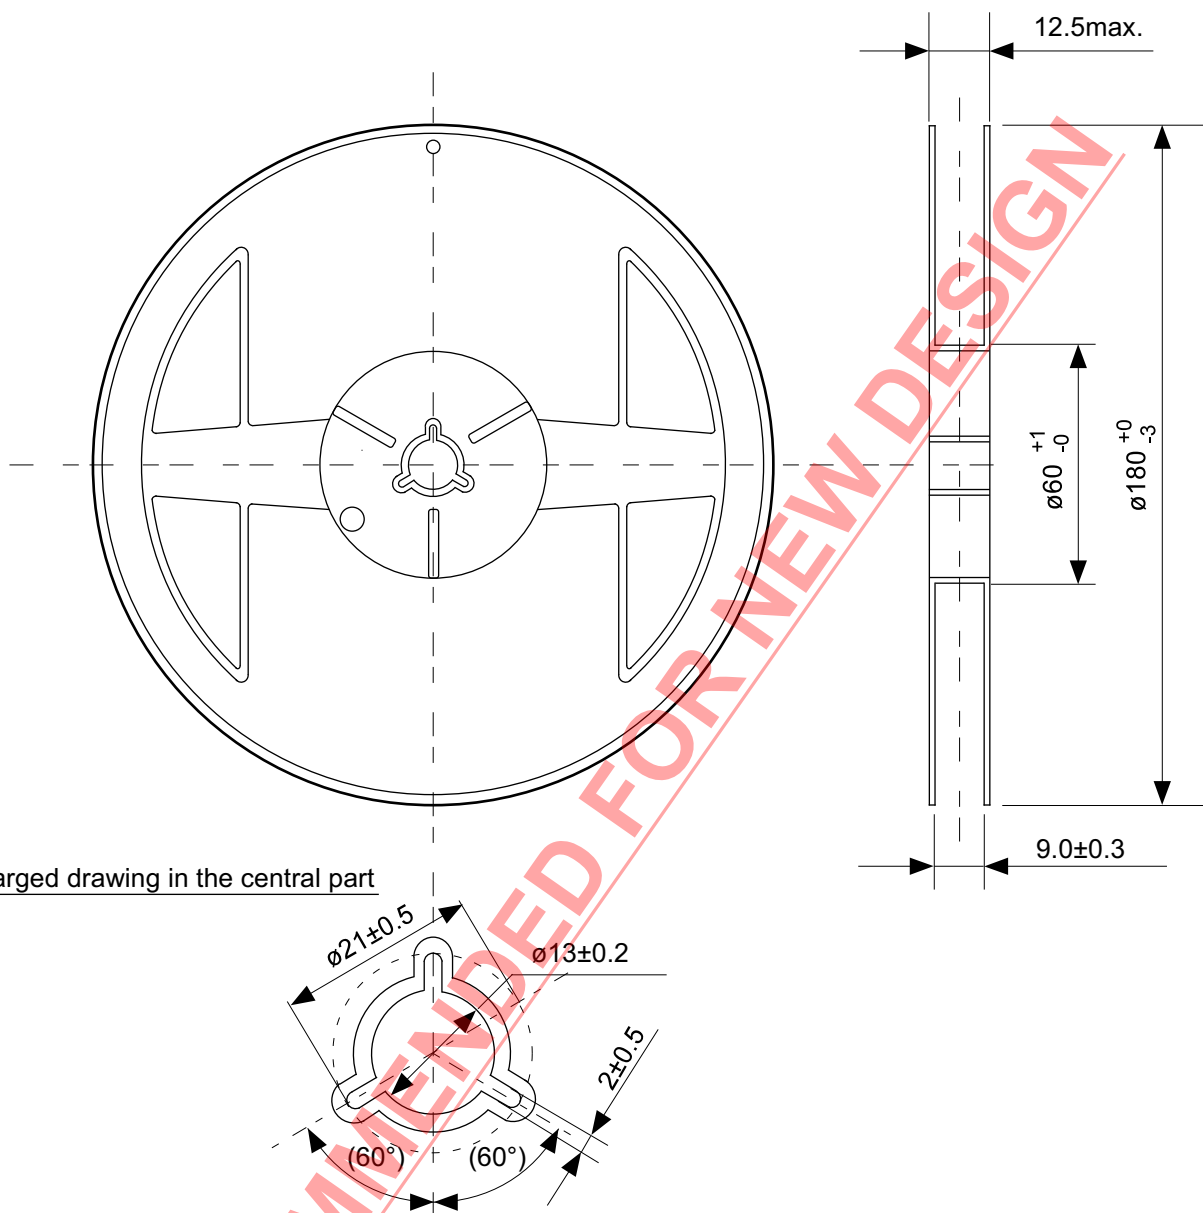 12.5max.
ø60 +1 -0
ø180 +0 -3
9.0±0.3
arged drawing in the central part
ø21±0.5
ø13±0.2
2±0.5
(60°)
(60°)
MMENDED FOR NEW DESIGN